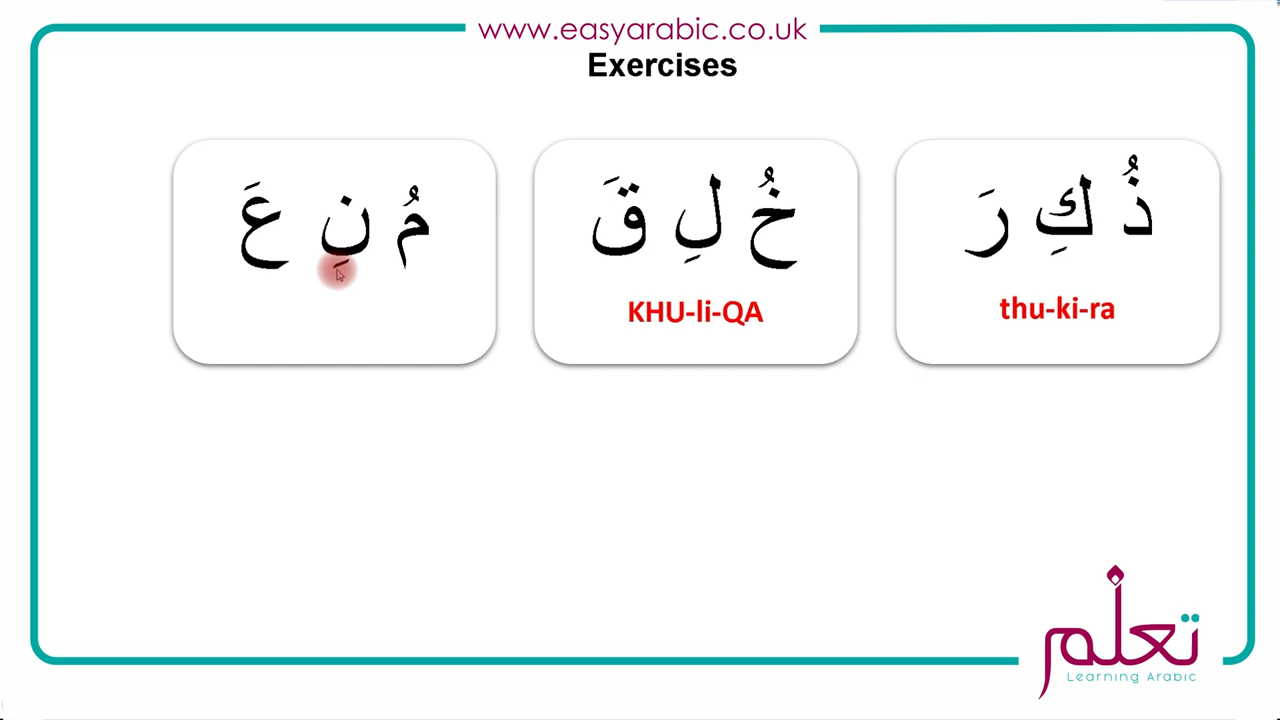 www.easyarabic.co.uk
Exercises
ذُ كِ رَ
thu-ki-ra
خُ لِ قَ
KHU-li-QA
مُ نِ عَ
تعلم
Learning Arabic